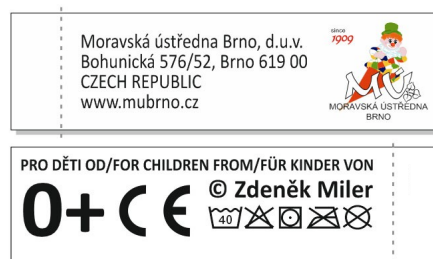 Moravská ústředna Brno, d.u.v.
Bohunická 576/52, Brno 619 00
CZECH REPUBLIC
www.mubrno.cz
since
1909
MÚ
MORAVSKÁ ÚSTŘEDNA
BRNO
PRO DĚTI OD/FOR CHILDREN FROM/FÜR KINDER VON
0+ CE
© Zdeněk Miler
40